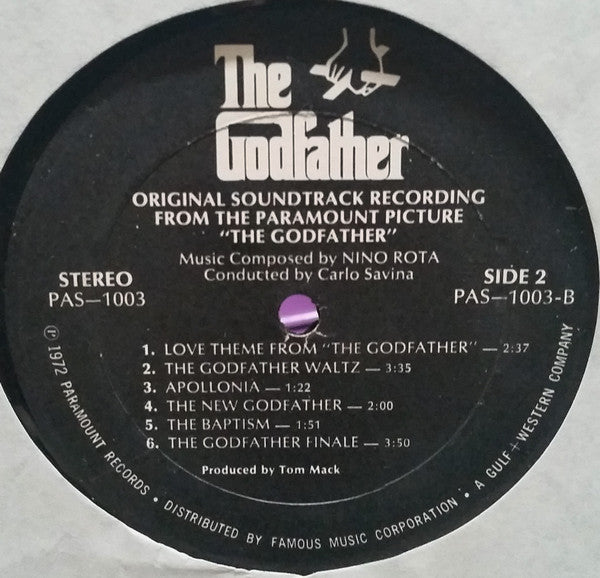 The
Godfather
ORIGINAL SOUNDTRACK RECORDING
FROM THE PARAMOUNT PICTURE
"THE GODFATHER"
Music Composed by NINO ROTA
Conducted by Carlo Savina
STEREO
PAS—1003
SIDE 2
PAS—1003-B
1. LOVE THEME FROM "THE GODFATHER" — 2:37
2. THE GODFATHER WALTZ — 3:35
3. APOLLONIA — 1:22
4. THE NEW GODFATHER — 2:00
5. THE BAPTISM — 1:51
6. THE GODFATHER FINALE — 3:50
Produced by Tom Mack
℗ 1972 PARAMOUNT RECORDS • DISTRIBUTED BY FAMOUS MUSIC CORPORATION • A GULF + WESTERN COMPANY